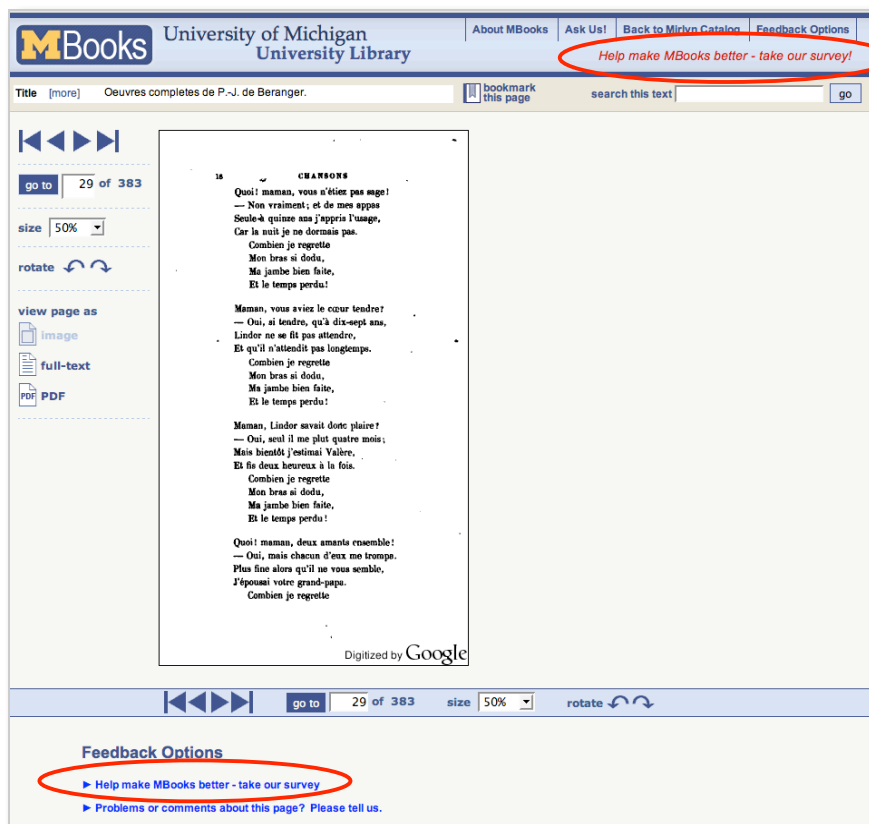 MBooks
University of Michigan
University Library
About MBooks
Ask Us!
Back to Mirlyn Catalog
Feedback Options
Help make MBooks better - take our survey!
Title [more] Oeuvres completes de P.-J. de Beranger.
bookmark
this page
search this text
go
go to 29 of 383
size 50%
rotate
view page as
image
full-text
PDF PDF
18 CHANSONS
Quoi! maman, vous n'étiez pas sage!
— Non vraiment; et de mes appas
Seule à quinze ans j'appris l'usage,
Car la nuit je ne dormais pas.
Combien je regrette
Mon bras si dodu,
Ma jambe bien faite,
Et le temps perdu!
Maman, vous aviez le cœur tendre?
— Oui, si tendre, qu'à dix-sept ans,
Lindor ne se fit pas attendre,
Et qu'il n'attendit pas longtemps.
Combien je regrette
Mon bras si dodu,
Ma jambe bien faite,
Et le temps perdu!
Maman, Lindor savait donc plaire?
— Oui, seul il me plut quatre mois;
Mais bientôt j'estimai Valère,
Et fis deux heureux à la fois.
Combien je regrette
Mon bras si dodu,
Ma jambe bien faite,
Et le temps perdu!
Quoi! maman, deux amants ensemble!
— Oui, mais chacun d'eux me trompa.
Plus fine alors qu'il ne vous semble,
J'épousai votre grand-papa.
Combien je regrette
Digitized by Google
go to 29 of 383 size 50% rotate
Feedback Options
► Help make MBooks better - take our survey
► Problems or comments about this page? Please tell us.